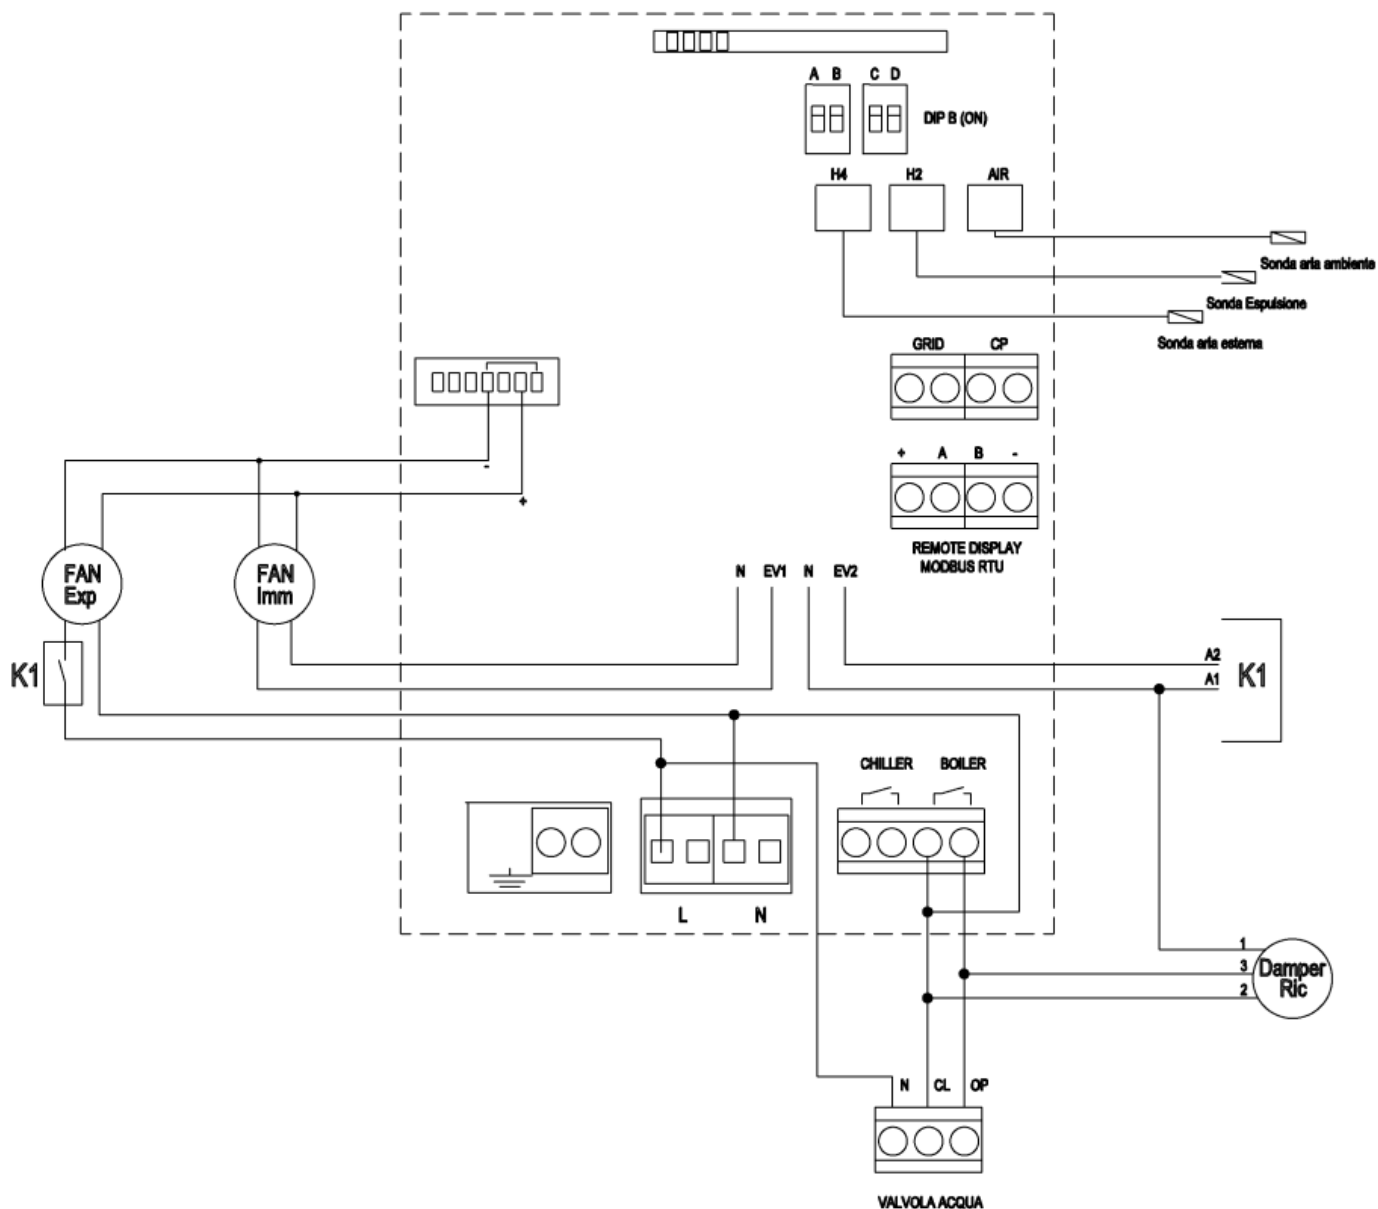 A B C D
DIP B (ON)
H4 H2 AIR
Sonda aria ambiente
Sonda Espulsione
Sonda aria esterna
GRID CP
-
+
+ A B -
REMOTE DISPLAY
MODBUS RTU
FAN
Exp
FAN
Imm
N EV1 N EV2
K1
A2
A1
K1
CHILLER BOILER
L N
1
3
2
Damper
Ric
N CL OP
VALVOLA ACQUA